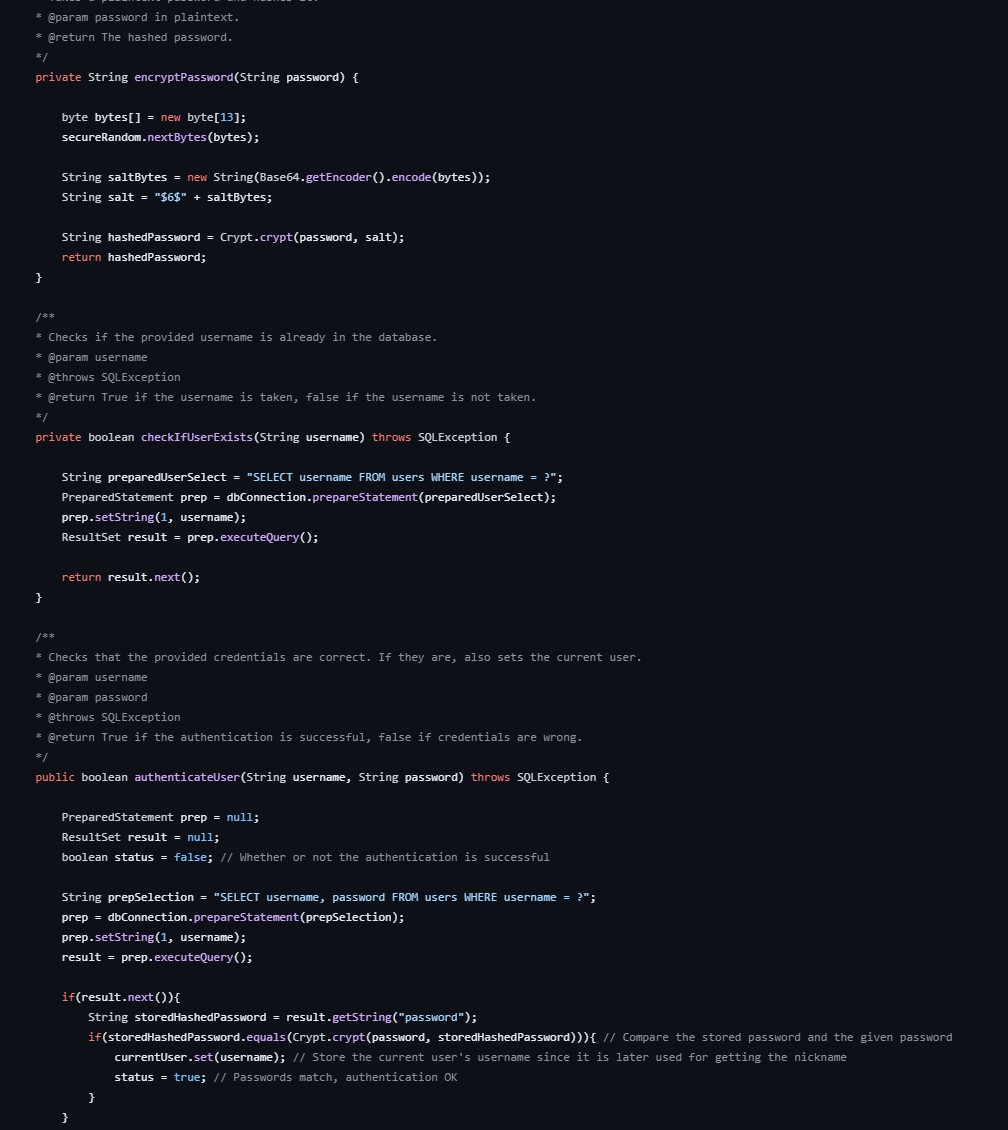 * @param password in plaintext.
* @return The hashed password.
*/
private String encryptPassword(String password) {
byte bytes[] = new byte[13];
secureRandom.nextBytes(bytes);
String saltBytes = new String(Base64.getEncoder().encode(bytes));
String salt = "$6$" + saltBytes;
String hashedPassword = Crypt.crypt(password, salt);
return hashedPassword;
}
/**
* Checks if the provided username is already in the database.
* @param username
* @throws SQLException
* @return True if the username is taken, false if the username is not taken.
*/
private boolean checkIfUserExists(String username) throws SQLException {
String preparedUserSelect = "SELECT username FROM users WHERE username = ?";
PreparedStatement prep = dbConnection.prepareStatement(preparedUserSelect);
prep.setString(1, username);
ResultSet result = prep.executeQuery();
return result.next();
}
/**
* Checks that the provided credentials are correct. If they are, also sets the current user.
* @param username
* @param password
* @throws SQLException
* @return True if the authentication is successful, false if credentials are wrong.
*/
public boolean authenticateUser(String username, String password) throws SQLException {
PreparedStatement prep = null;
ResultSet result = null;
boolean status = false; // Whether or not the authentication is successful
String prepSelection = "SELECT username, password FROM users WHERE username = ?";
prep = dbConnection.prepareStatement(prepSelection);
prep.setString(1, username);
result = prep.executeQuery();
if(result.next()){
String storedHashedPassword = result.getString("password");
if(storedHashedPassword.equals(Crypt.crypt(password, storedHashedPassword))){ // Compare the stored password and the given password
currentUser.set(username); // Store the current user's username since it is later used for getting the nickname
status = true; // Passwords match, authentication OK
}
}